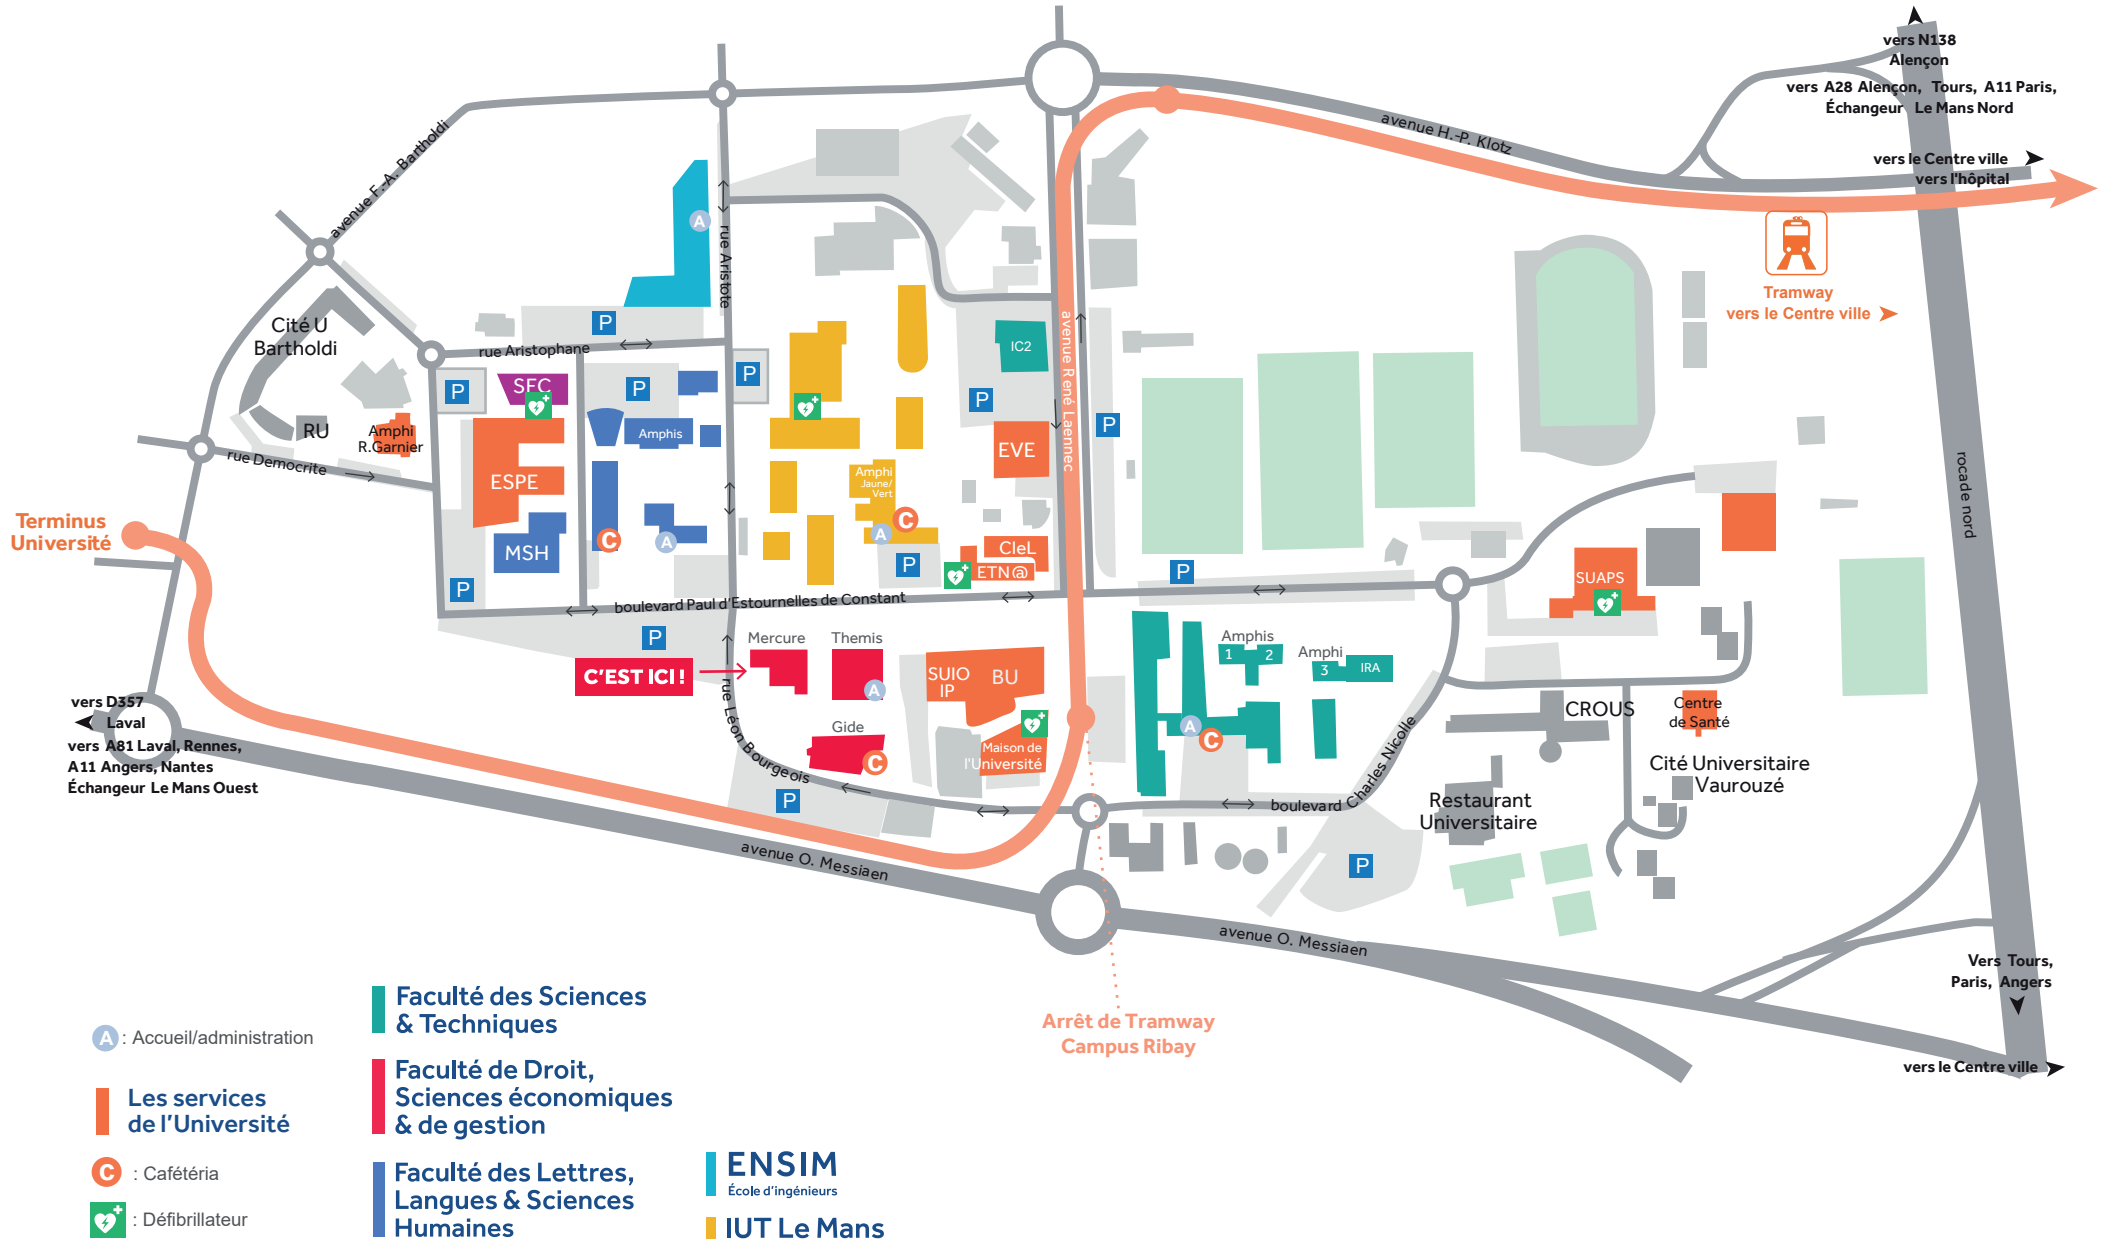 vers N138
Alençon
vers A28 Alençon, Tours, A11 Paris,
Échangeur Le Mans Nord
avenue H.-P. Klotz
vers le Centre ville
vers l'hôpital
Tramway
vers le Centre ville
avenue F.-A. Bartholdi
A
rue Aristote
Cité U
Bartholdi
P
rue Aristophane
P
SFC
P
P
IC2
avenue René Laennec
P
P
RU
Amphi
R.Garnier
Amphis
EVE
rue Democrite
ESPE
Amphi
Jaune/
Vert
rocade nord
Terminus
Université
MSH
C
A
C
A
P
CIeL
ETN@
P
P
SUAPS
P
boulevard Paul d'Estournelles de Constant
P
Mercure
Themis
C'EST ICI !
A
SUIO
IP
BU
Amphis
1
2
Amphi
3
IRA
rue Léon Bourgeois
Gide
C
Maison de
l'Université
A
C
CROUS
Centre
de Santé
vers D357
Laval
vers A81 Laval, Rennes,
A11 Angers, Nantes
Échangeur Le Mans Ouest
P
boulevard Charles Nicolle
Restaurant
Universitaire
Cité Universitaire
Vaurouzé
P
avenue O. Messiaen
avenue O. Messiaen
Vers Tours,
Paris, Angers
Arrêt de Tramway
Campus Ribay
vers le Centre ville
A : Accueil/administration
Les services
de l'Université
C : Cafétéria
: Défibrillateur
Faculté des Sciences
& Techniques
Faculté de Droit,
Sciences économiques
& de gestion
Faculté des Lettres,
Langues & Sciences
Humaines
ENSIM
École d'ingénieurs
IUT Le Mans